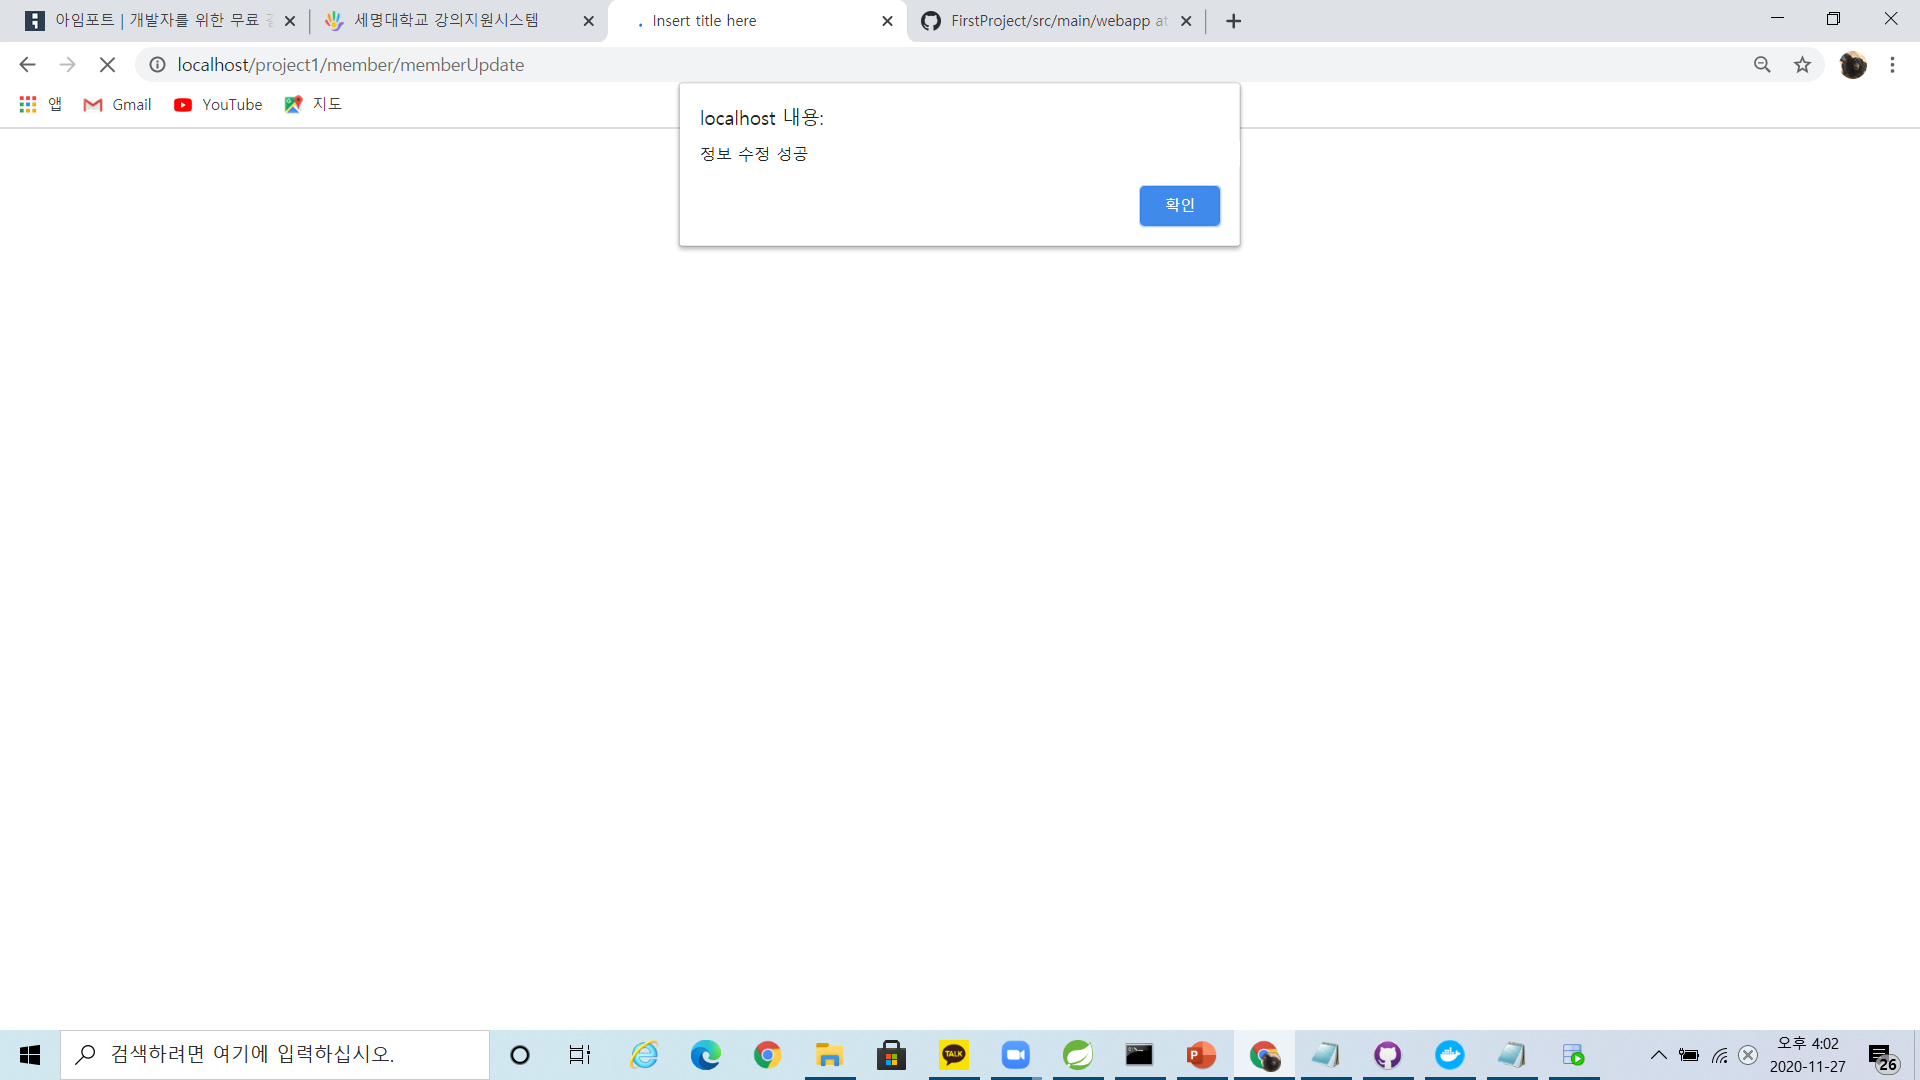 아임포트 | 개발자를 위한 무료
세명대학교 강의지원시스템
Insert title here
FirstProject/src/main/webapp at
localhost/project1/member/memberUpdate
앱
Gmail
YouTube
지도
localhost 내용:
정보 수정 성공
확인
검색하려면 여기에 입력하십시오.
TALK
오후 4:02
2020-11-27
26